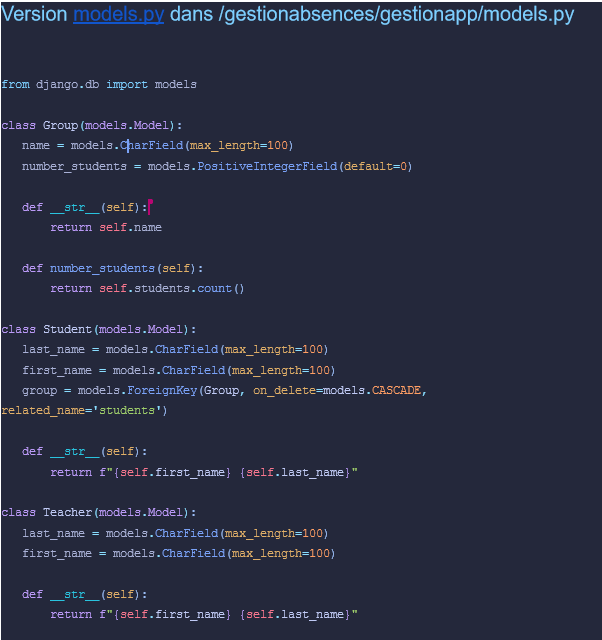 Version models.py dans /gestionabsences/gestionapp/models.py
from django.db import models
class Group(models.Model):
    name = models.CharField(max_length=100)
    number_students = models.PositiveIntegerField(default=0)
    def __str__(self):
        return self.name
    def number_students(self):
        return self.students.count()
class Student(models.Model):
    last_name = models.CharField(max_length=100)
    first_name = models.CharField(max_length=100)
    group = models.ForeignKey(Group, on_delete=models.CASCADE,
related_name='students')
    def __str__(self):
        return f"{self.first_name} {self.last_name}"
class Teacher(models.Model):
    last_name = models.CharField(max_length=100)
    first_name = models.CharField(max_length=100)
    def __str__(self):
        return f"{self.first_name} {self.last_name}"